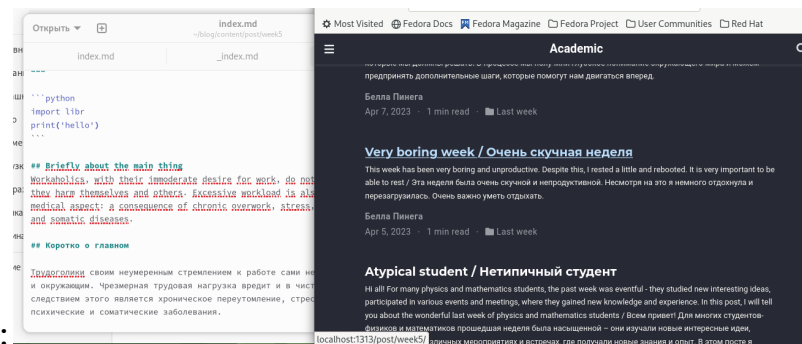 Открыть
index.md
~/blog/content/post/week5
index.md
_index.md
```python
import libr
print('hello')
```
## Briefly about the main thing
Workaholics, with their immoderate desire for work, do not
they harm themselves and others. Excessive workload is als
medical aspect: a consequence of chronic overwork, stress,
and somatic diseases.
## Коротко о главном
Трудоголики своим неумеренным стремлением к работе сами не
и окружающим. Чрезмерная трудовая нагрузка вредит и в чист
следствием этого является хроническое переутомление, стрес
психические и соматические заболевания.
Most Visited Fedora Docs Fedora Magazine Fedora Project User Communities Red Hat
Academic
предпринять дополнительные шаги, которые помогут нам двигаться вперед.
Белла Пинега
Apr 7, 2023 · 1 min read · Last week
Very boring week / Очень скучная неделя
This week has been very boring and unproductive. Despite this, I rested a little and rebooted. It is very important to be
able to rest / Эта неделя была очень скучной и непродуктивной. Несмотря на это я немного отдохнула и
перезагрузилась. Очень важно уметь отдыхать.
Белла Пинега
Apr 5, 2023 · 1 min read · Last week
Atypical student / Нетипичный студент
Hi all! For many physics and mathematics students, the past week was eventful - they studied new interesting ideas,
participated in various events and meetings, where they gained new knowledge and experience. In this post, I will tell
you about the wonderful last week of physics and mathematics students / Всем привет! Для многих студентов-
физиков и математиков прошедшая неделя была насыщенной – они изучали новые интересные идеи,
localhost:1313/post/week5/ мероприятиях и встречах, где получали новые знания и опыт. В этом посте я